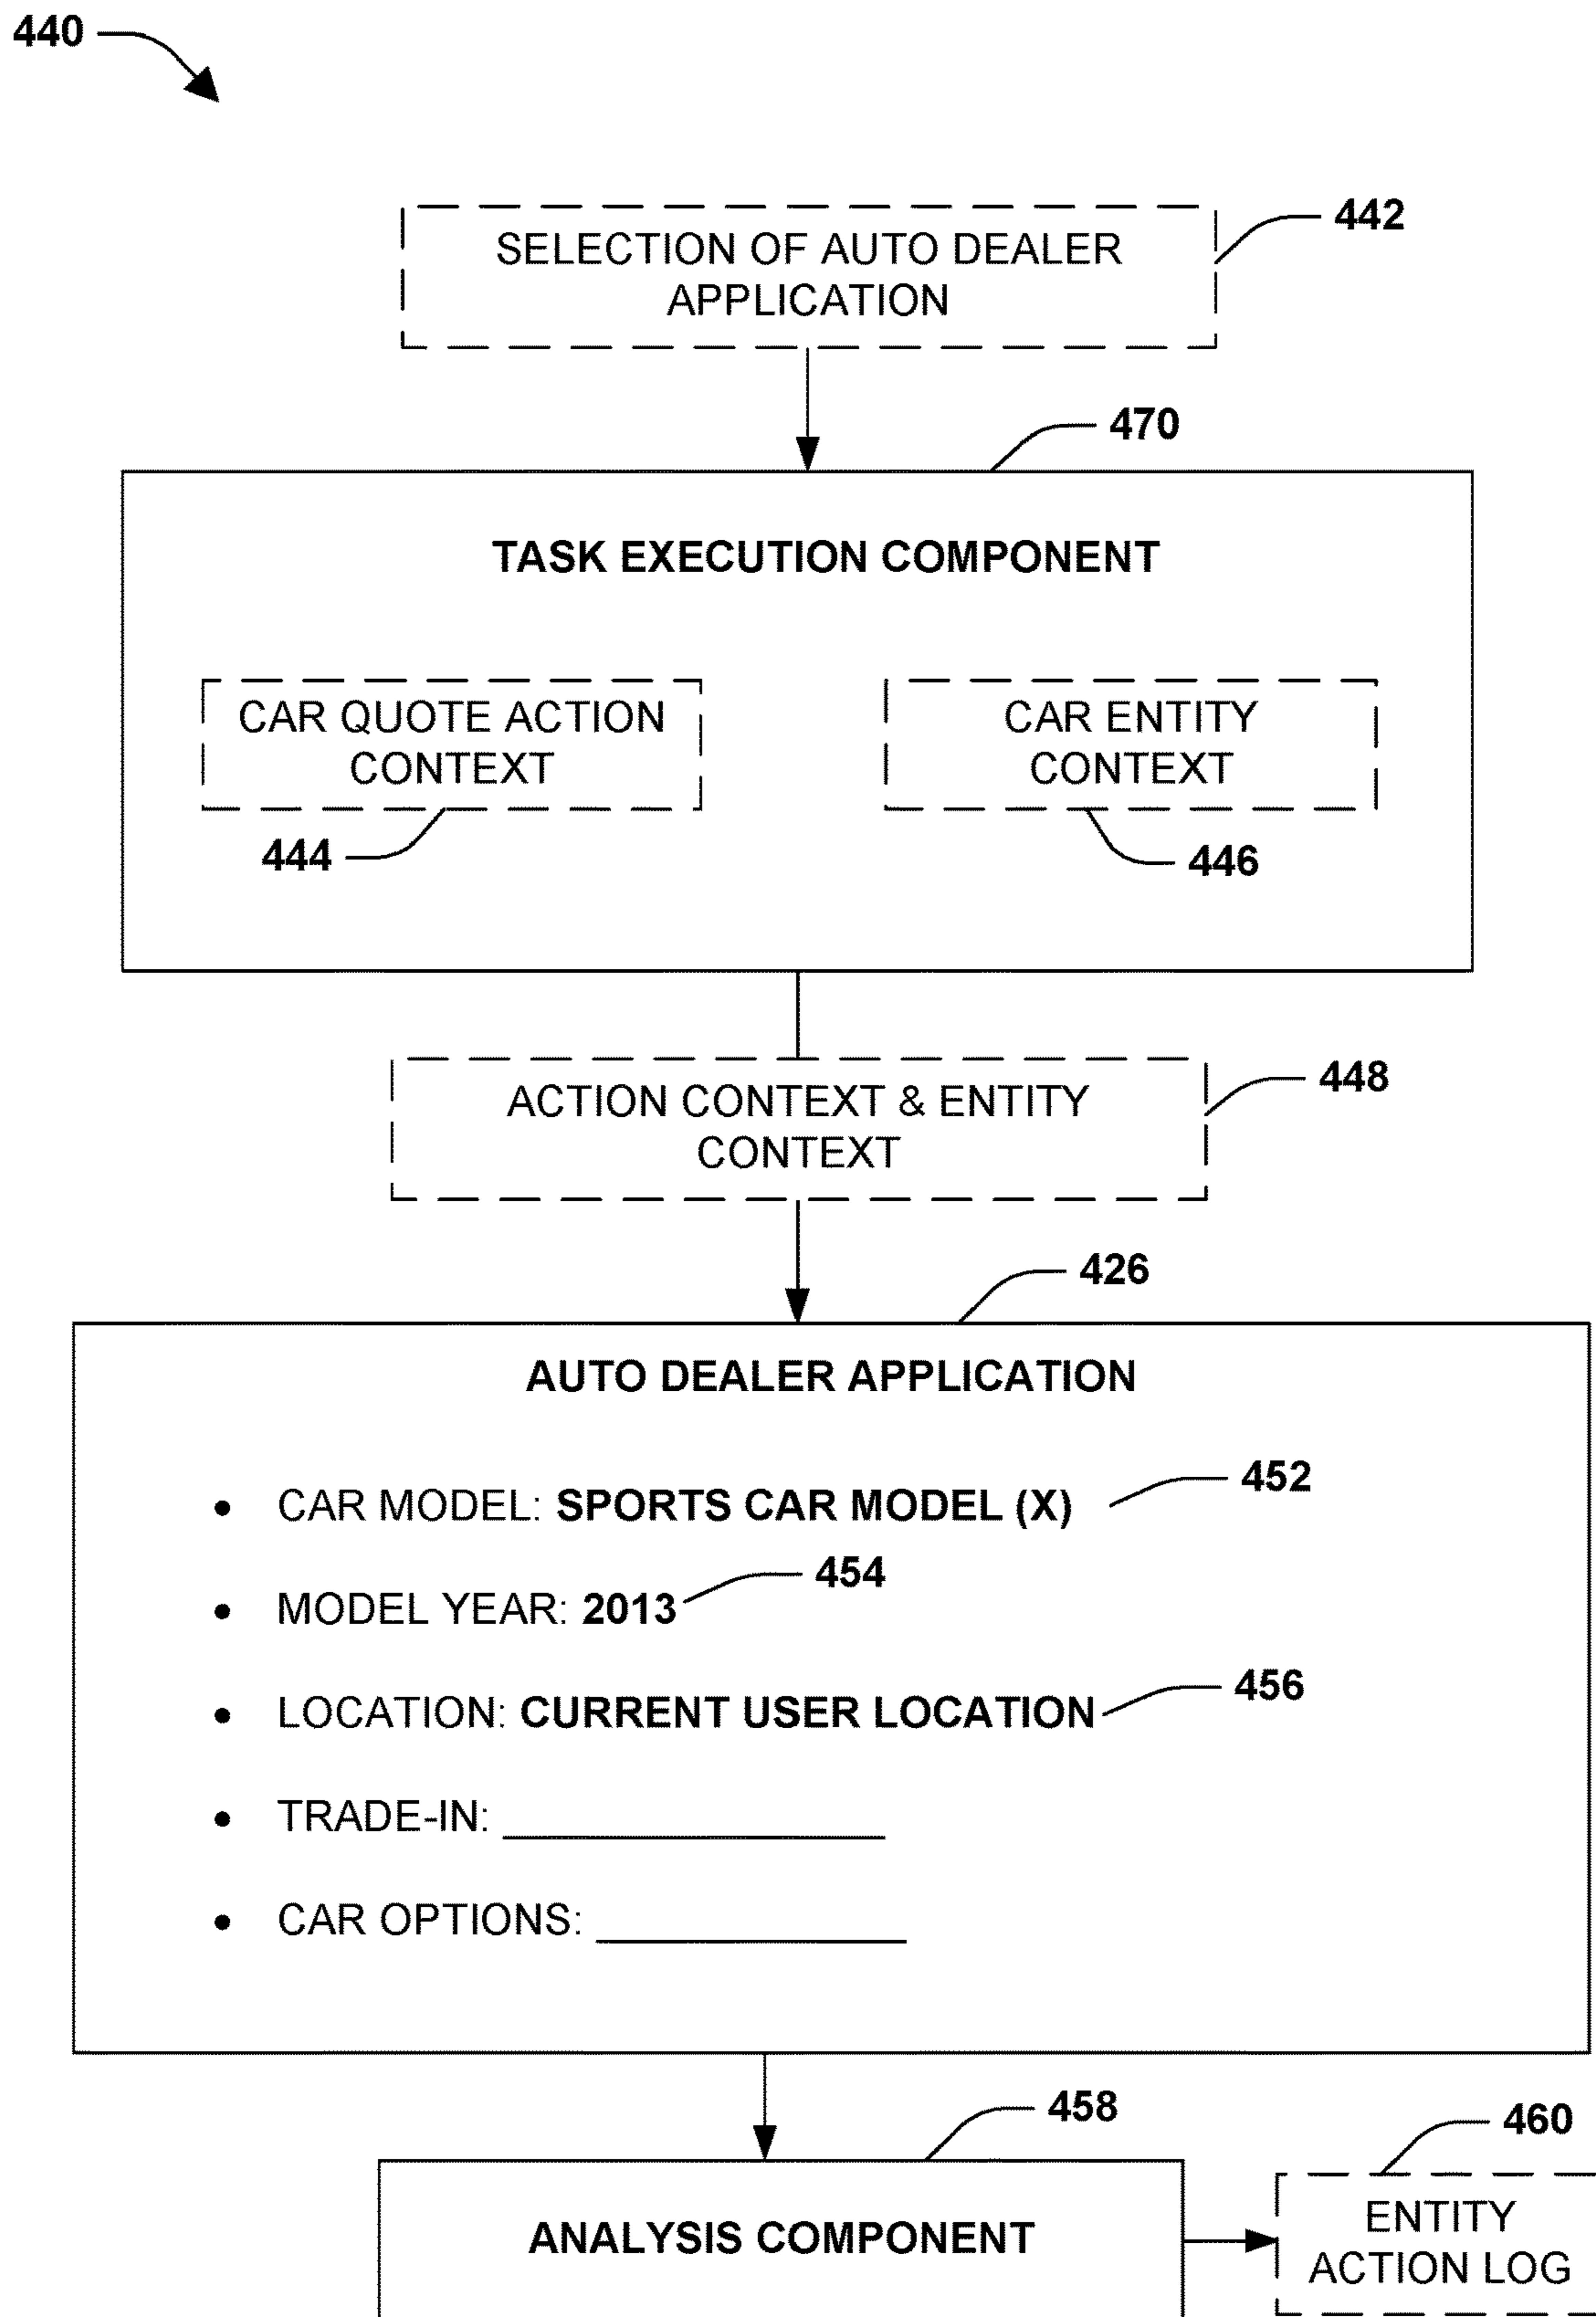 440
SELECTION OF AUTO DEALER
APPLICATION
442
470
TASK EXECUTION COMPONENT
CAR QUOTE ACTION
CONTEXT
CAR ENTITY
CONTEXT
444
446
ACTION CONTEXT & ENTITY
CONTEXT
448
426
AUTO DEALER APPLICATION
• CAR MODEL: SPORTS CAR MODEL (X)
452
• MODEL YEAR: 2013
454
• LOCATION: CURRENT USER LOCATION
456
• TRADE-IN:
• CAR OPTIONS:
458
460
ANALYSIS COMPONENT
ENTITY
ACTION LOG